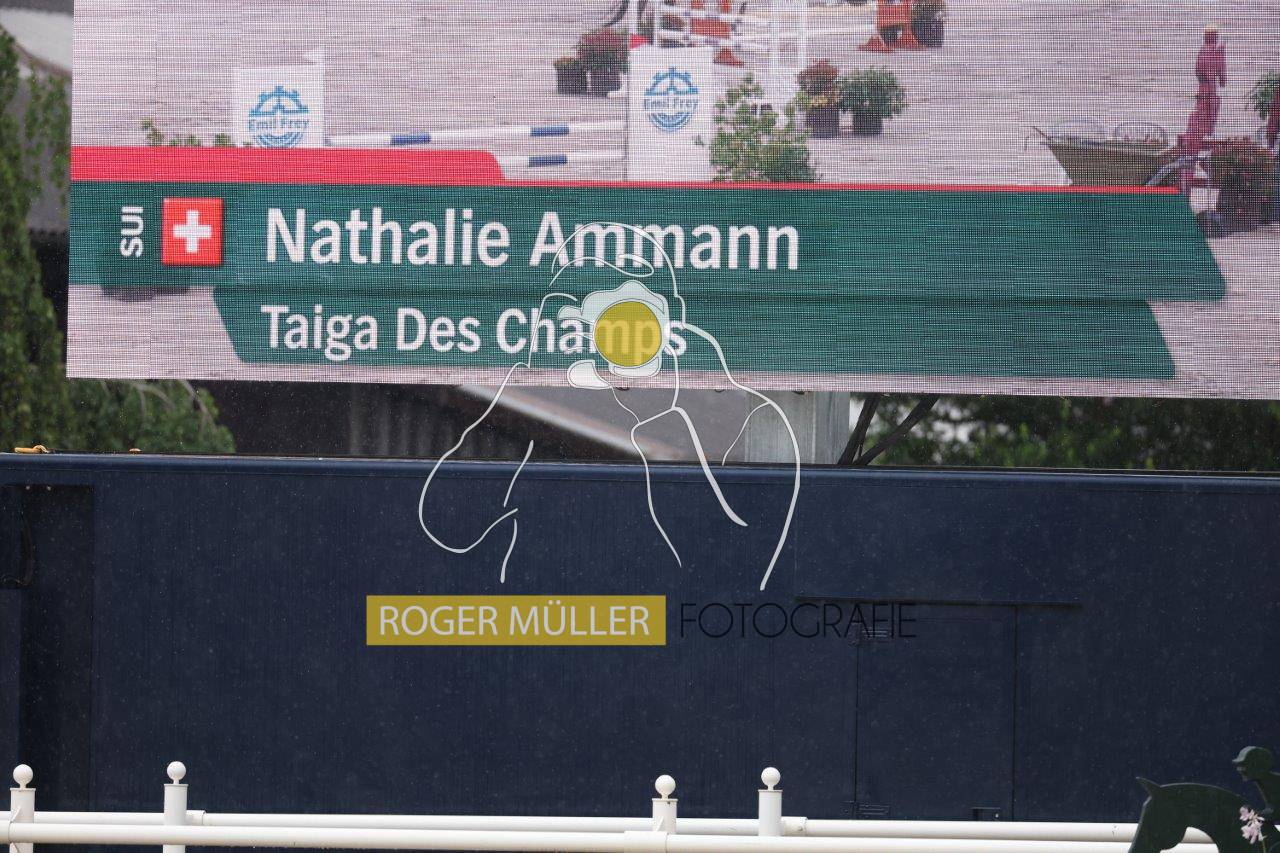 Emil Frey
Emil Frey
SUI
Nathalie Ammann
Taiga Des Champs
ROGER MÜLLER FOTOGRAFIE